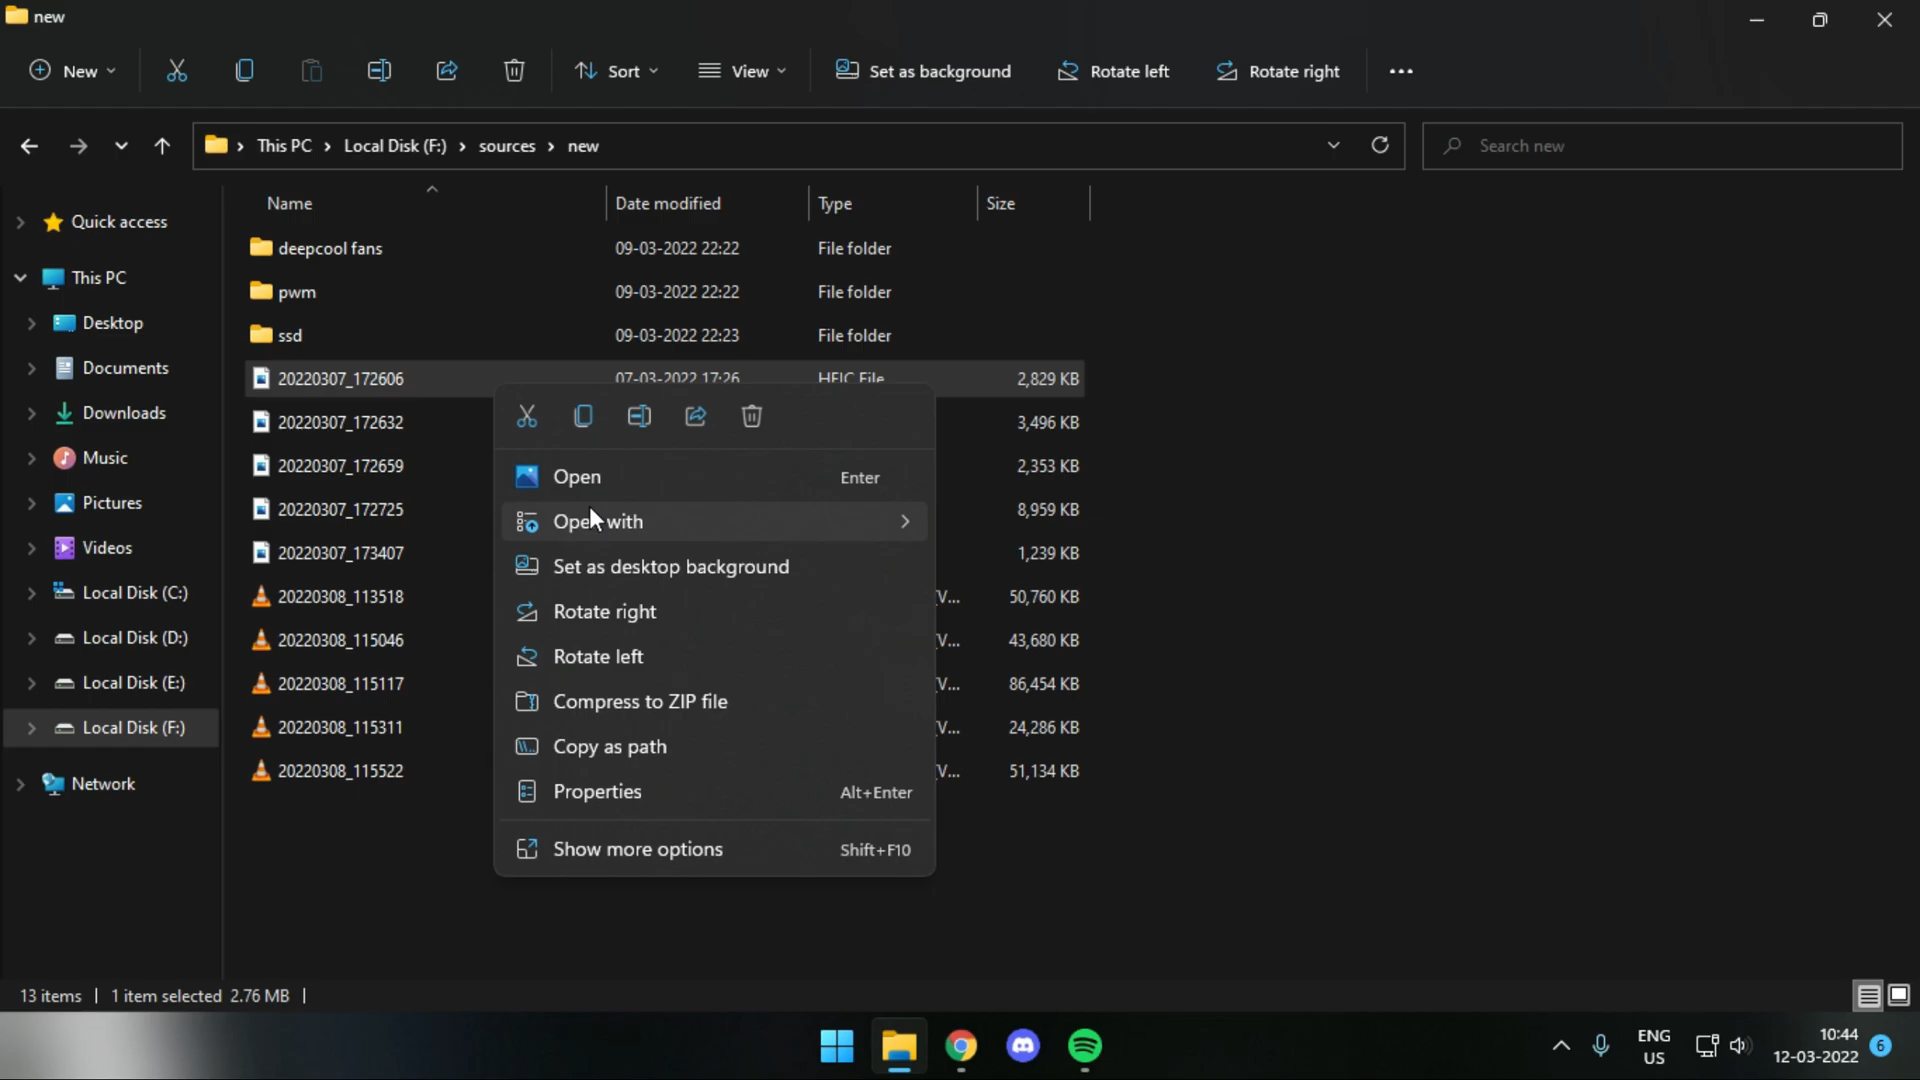 new
New
Sort
View
Set as background
Rotate left
Rotate right
This PC > Local Disk (F:) > sources > new
Search new
Name Date modified Type Size
Quick access
This PC
Desktop
Documents
Downloads
Music
Pictures
Videos
Local Disk (C:)
Local Disk (D:)
Local Disk (E:)
Local Disk (F:)
Network
deepcool fans 09-03-2022 22:22 File folder
pwm 09-03-2022 22:22 File folder
ssd 09-03-2022 22:23 File folder
20220307_172606 07-03-2022 17:26 HEIC File 2,829 KB
20220307_172632 3,496 KB
20220307_172659 2,353 KB
20220307_172725 8,959 KB
20220307_173407 1,239 KB
20220308_113518 (V... 50,760 KB
20220308_115046 (V... 43,680 KB
20220308_115117 (V... 86,454 KB
20220308_115311 (V... 24,286 KB
20220308_115522 (V... 51,134 KB
Open Enter
Open with
Set as desktop background
Rotate right
Rotate left
Compress to ZIP file
Copy as path
Properties Alt+Enter
Show more options Shift+F10
13 items | 1 item selected 2.76 MB |
ENG
US
10:44
12-03-2022
6